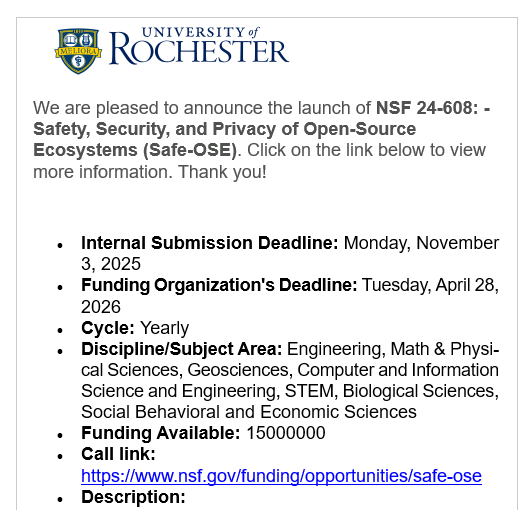 UNIVERSITY of
ROCHESTER
MELIORA
We are pleased to announce the launch of NSF 24-608: -
Safety, Security, and Privacy of Open-Source
Ecosystems (Safe-OSE). Click on the link below to view
more information. Thank you!
• Internal Submission Deadline: Monday, November
3, 2025
• Funding Organization's Deadline: Tuesday, April 28,
2026
• Cycle: Yearly
• Discipline/Subject Area: Engineering, Math & Physi-
cal Sciences, Geosciences, Computer and Information
Science and Engineering, STEM, Biological Sciences,
Social Behavioral and Economic Sciences
• Funding Available: 15000000
• Call link:
https://www.nsf.gov/funding/opportunities/safe-ose
• Description: